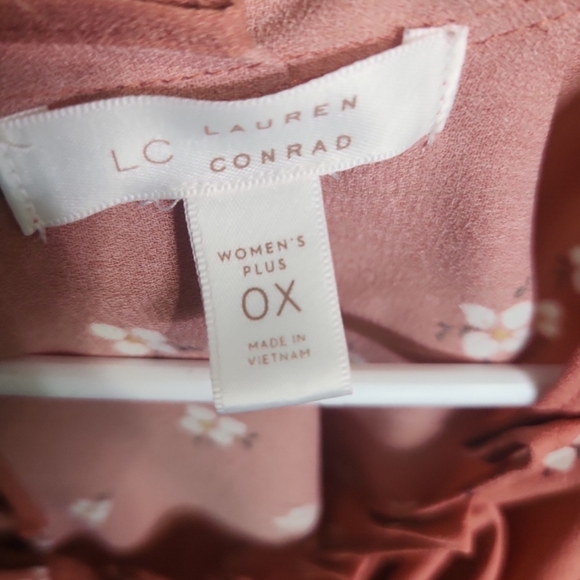 LC LAUREN
CONRAD
WOMEN'S
PLUS
0X
MADE IN
VIETNAM